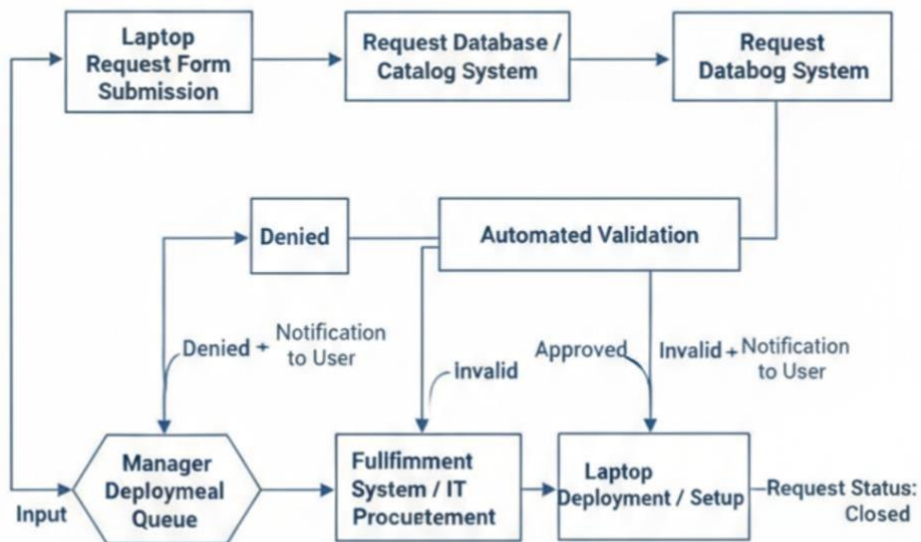 Laptop
Request Form
Submission
Request Database /
Catalog System
Request
Databog System
Denied
Automated Validation
Denied + Notification
to User
Invalid
Approved
Invalid + Notification
to User
Manager
Deploymeal
Queue
Input
Fullfimment
System / IT
Procuetement
Laptop
Deployment / Setup
Request Status:
Closed